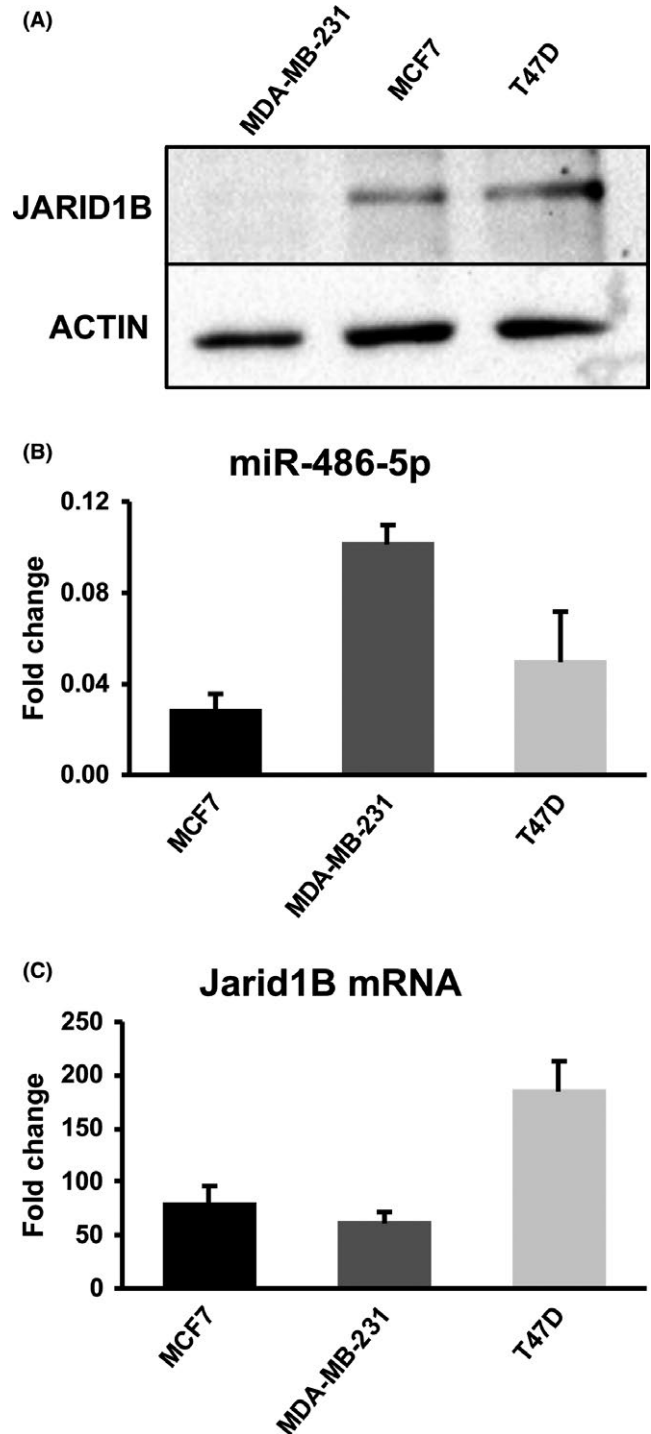 (A)
MDA-MB-231 MCF7 T47D
JARID1B
ACTIN
(B)
miR-486-5p
Fold change
0.12
0.08
0.04
0.00
MCF7 MDA-MB-231 T47D
(C)
Jarid1B mRNA
Fold change
250
200
150
100
50
0
MCF7 MDA-MB-231 T47D